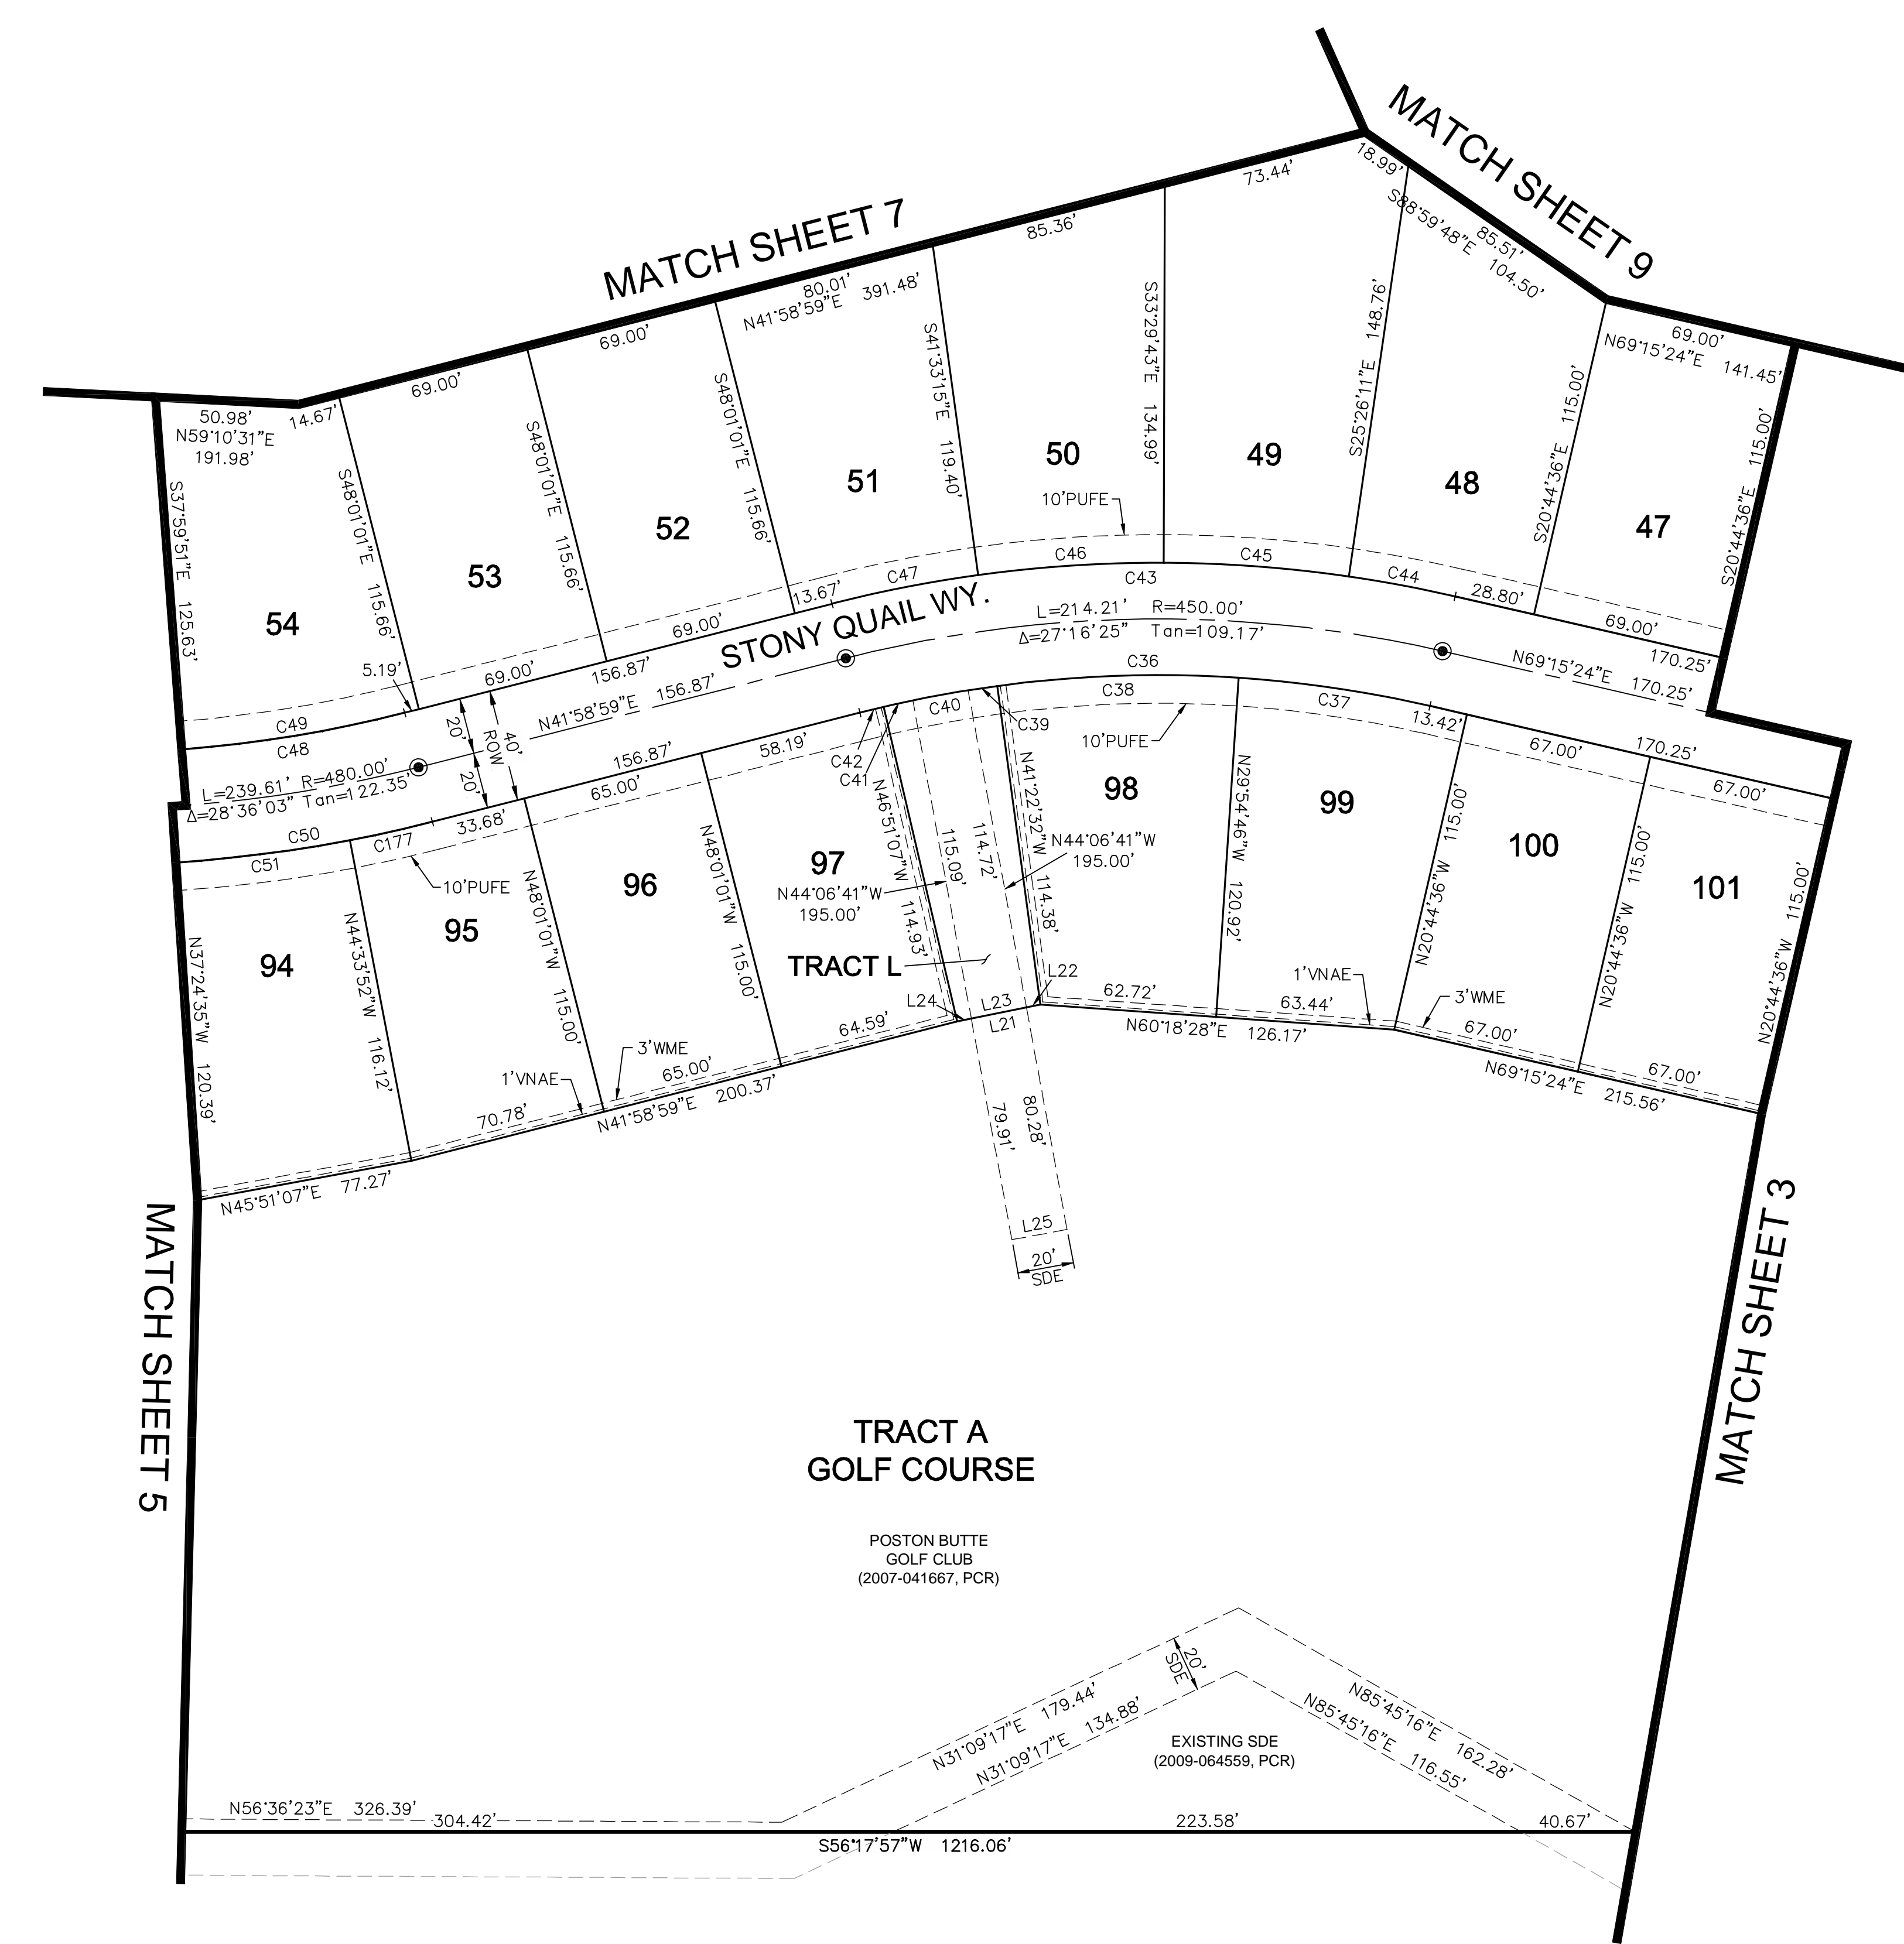 MATCH SHEET 9
MATCH SHEET 7
18.99'
S88°59'48"E 104.50'
85.51'
73.44'
85.36'
80.01'
N41°58'59"E 391.48'
69.00'
69.00'
14.67'
50.98'
N59°10'31"E
191.98'
69.00'
N69°15'24"E 141.45'
S37°59'51"E 125.63'
S48°01'01"E 115.66'
S48°01'01"E 115.66'
S48°01'01"E 115.66'
S41°33'15"E 119.40'
S33°29'43"E 134.99'
S25°26'11"E 148.76'
S20°44'36"E 115.00'
S20°44'36"E 115.00'
54
53
52
51
50
49
48
47
10'PUFE
5.19'
69.00'
69.00'
13.67'
C47
C46
C45
C44
28.80'
69.00'
C49
C48
156.87'
C43
170.25'
STONY QUAIL WY.
L=214.21' R=450.00'
Δ=27°16'25" Tan=109.17'
N41°58'59"E 156.87'
N69°15'24"E 170.25'
20'
20'
40'
ROW
L=239.61' R=480.00'
Δ=28°36'03" Tan=122.35'
C50
C51
C177
33.68'
156.87'
65.00'
58.19'
C42
C41
C40
C39
C36
C38
C37
13.42'
67.00'
170.25'
67.00'
10'PUFE
10'PUFE
94
95
96
97
98
99
100
101
N37°24'35"W 120.39'
N44°33'52"W 116.12'
N48°01'01"W 115.00'
N48°01'01"W 115.00'
N46°51'07"W 114.93'
115.09'
114.72'
N41°22'32"W 114.38'
N29°54'46"W 120.92'
N20°44'36"W 115.00'
N20°44'36"W 115.00'
N20°44'36"W 115.00'
N44°06'41"W
195.00'
N44°06'41"W
195.00'
TRACT L
L24
L23
L22
L21
62.72'
63.44'
1'VNAE
3'WME
67.00'
67.00'
N60°18'28"E 126.17'
N69°15'24"E 215.56'
64.59'
3'WME
1'VNAE
65.00'
70.78'
N41°58'59"E 200.37'
N45°51'07"E 77.27'
79.91'
80.28'
L25
20'
SDE
MATCH SHEET 5
MATCH SHEET 3
TRACT A
GOLF COURSE
POSTON BUTTE
GOLF CLUB
(2007-041667, PCR)
20'
SDE
N31°09'17"E 179.44'
N31°09'17"E 134.88'
N85°45'16"E 162.28'
N85°45'16"E 116.55'
EXISTING SDE
(2009-064559, PCR)
N56°36'23"E 326.39'
304.42'
223.58'
40.67'
S56°17'57"W 1216.06'